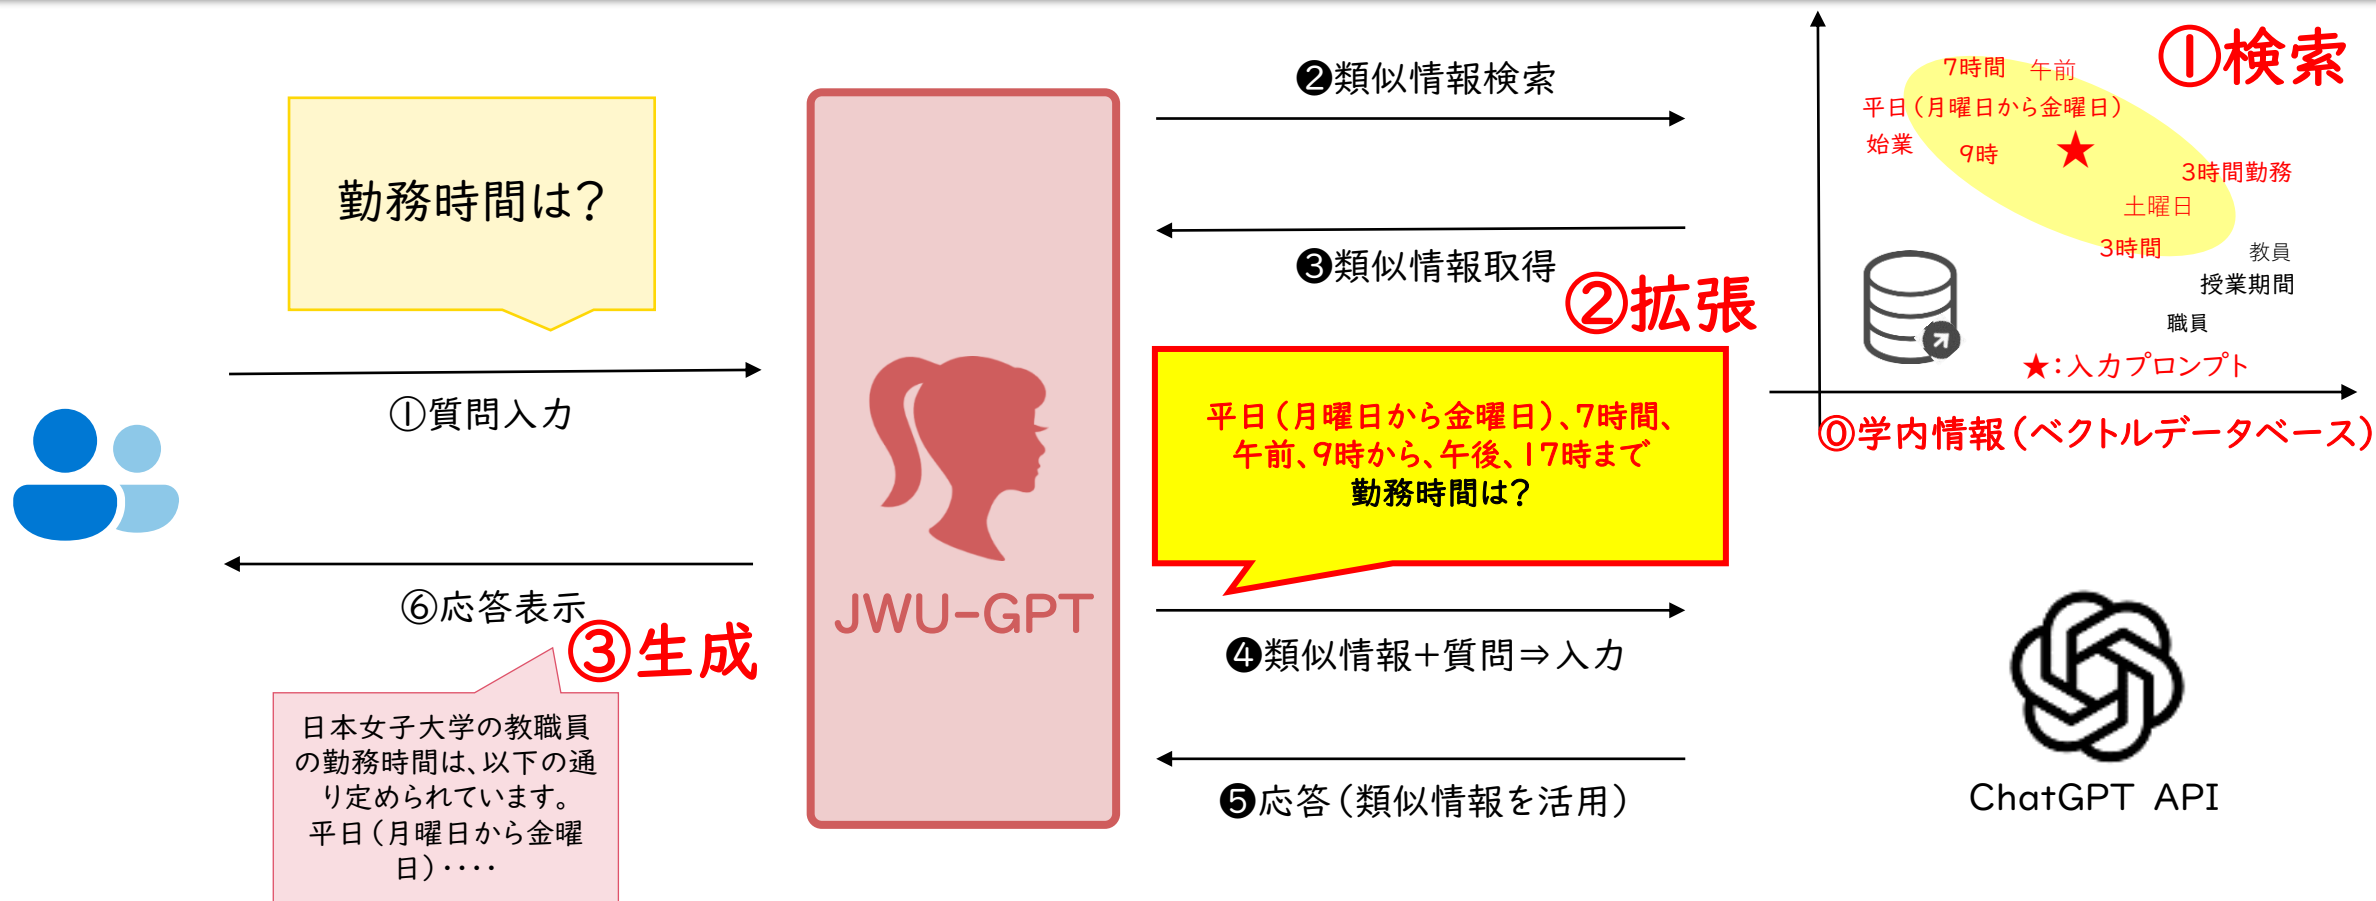 勤務時間は？
①質問入力
⑥応答表示
③生成
日本女子大学の教職員
の勤務時間は、以下の通
り定められています。
平日（月曜日から金曜
日）････
JWU-GPT
❷類似情報検索
❸類似情報取得
②拡張
平日（月曜日から金曜日）、7時間、
午前、9時から、午後、17時まで
勤務時間は？
❹類似情報+質問⇒入力
❺応答（類似情報を活用）
①検索
7時間 午前
平日（月曜日から金曜日）
始業 9時 ★
3時間勤務
土曜日
3時間
教員
授業期間
職員
★：入力プロンプト
⓪学内情報（ベクトルデータベース）
ChatGPT API